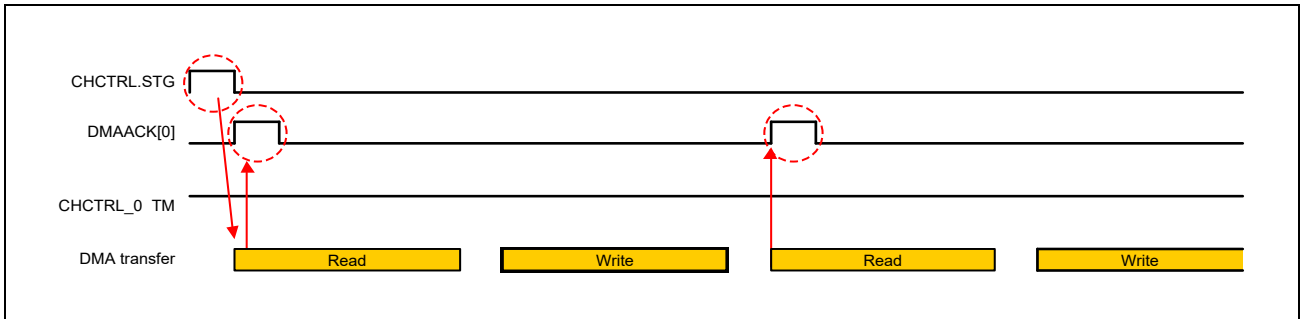 CHCTRL.STG
DMAACK[0]
CHCTRL_0 TM
DMA transfer
Read
Write
Read
Write